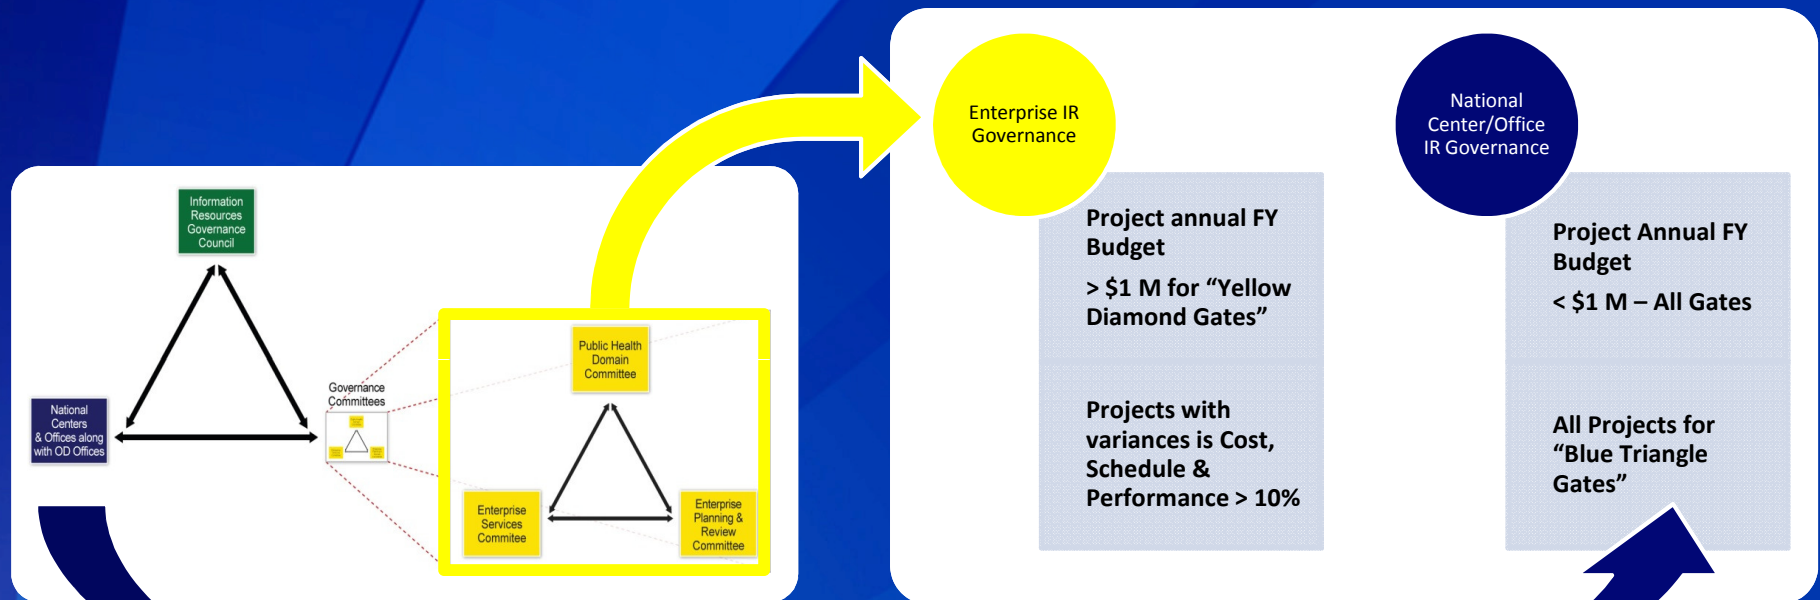 Information
Resources
Governance
Council
National
Centers
& Offices along
with OD Offices
Governance
Committees
Public Health
Domain
Committee
Enterprise
Services
Commitee
Enterprise
Planning &
Review
Committee
Enterprise IR
Governance
Project annual FY
Budget
> $1 M for “Yellow
Diamond Gates”
Projects with
variances is Cost,
Schedule &
Performance > 10%
National
Center/Office
IR Governance
Project Annual FY
Budget
< $1 M – All Gates
All Projects for
“Blue Triangle
Gates”